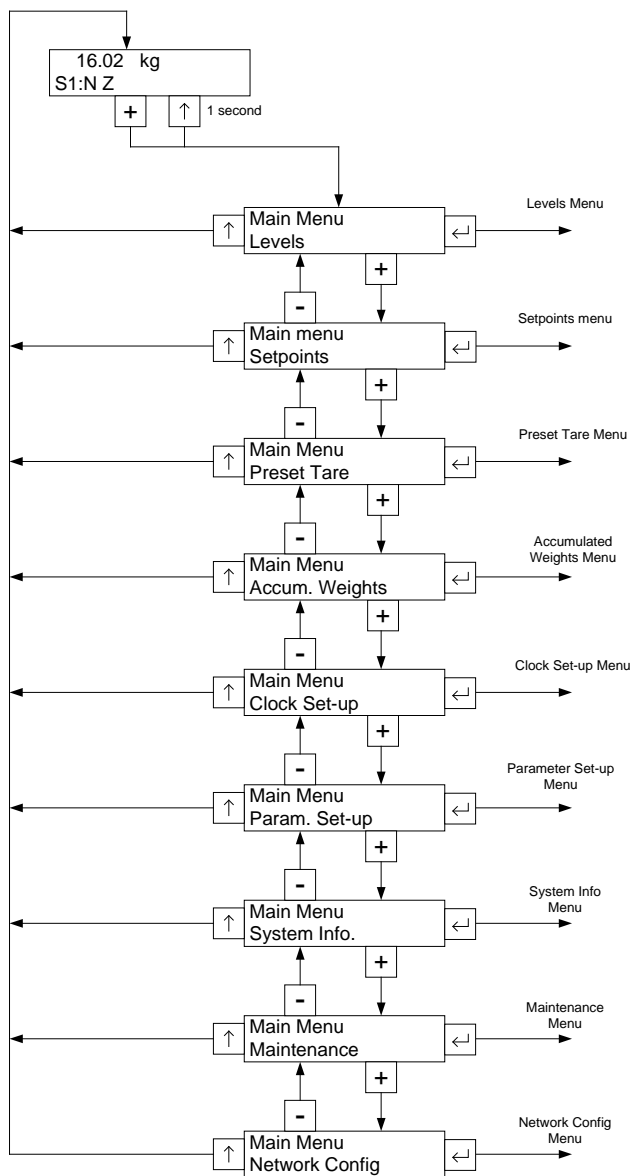 16.02 kg
S1:N Z
+ ↑ 1 second
Levels Menu
Main Menu
↑ Levels ↵
+
-
Setpoints menu
Main menu
↑ Setpoints ↵
+
-
Preset Tare Menu
Main Menu
↑ Preset Tare ↵
+
-
Accumulated
Weights Menu
Main Menu
↑ Accum. Weights ↵
+
-
Clock Set-up Menu
Main Menu
↑ Clock Set-up ↵
+
-
Parameter Set-up
Menu
Main Menu
↑ Param. Set-up ↵
+
-
System Info
Menu
Main Menu
↑ System Info. ↵
+
-
Maintenance
Menu
Main Menu
↑ Maintenance ↵
+
-
Network Config
Menu
Main Menu
↑ Network Config ↵